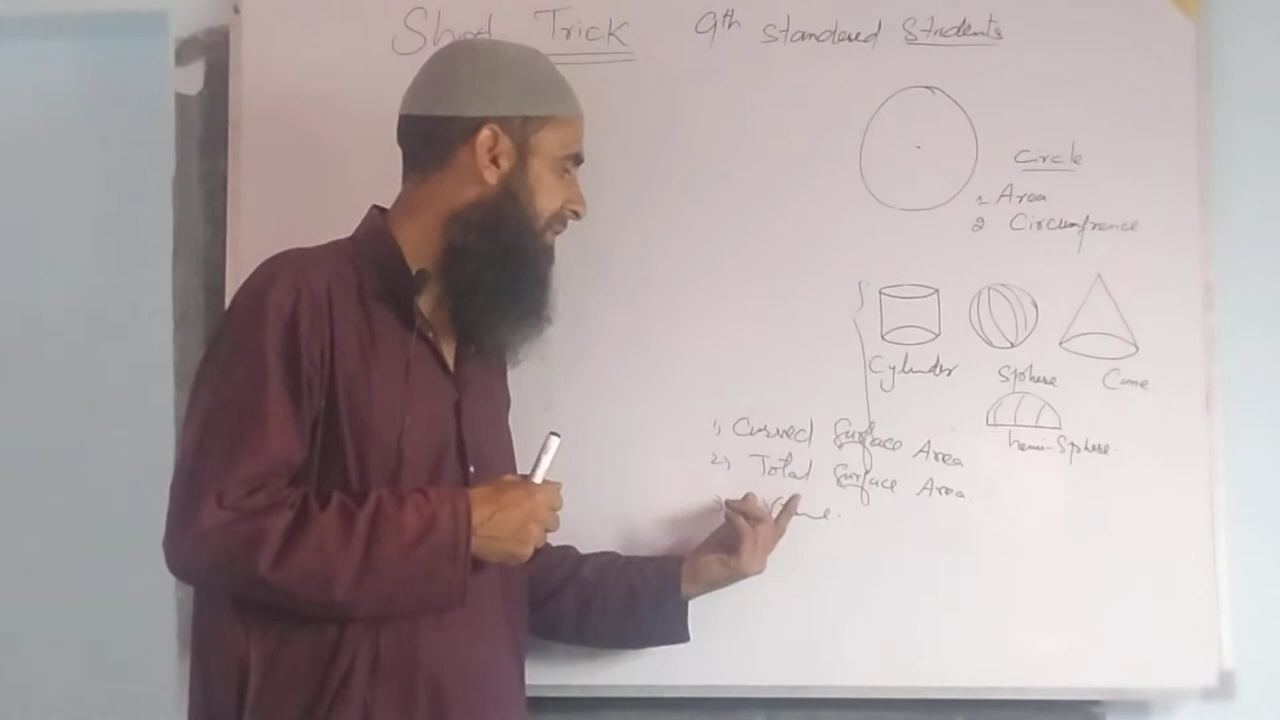 Trick 9th Standered Students
Circle
1. Area
2 Circumfrence
Cylinder Sphere Cone
hemi-Sphere.
1) Curved Surface Area
2) Total Surface Area.